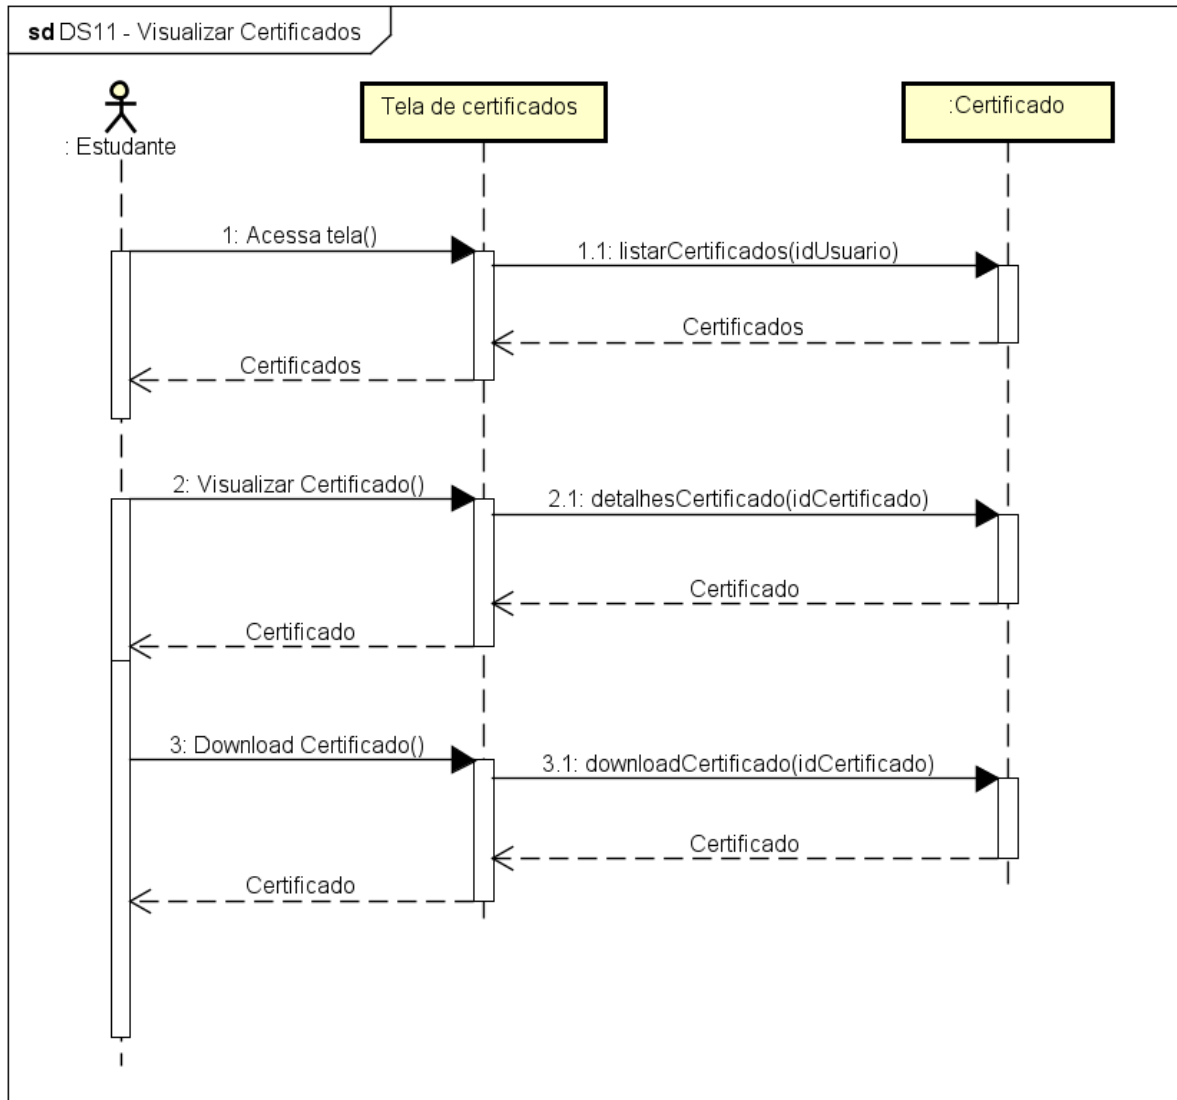 sd DS11 - Visualizar Certificados
: Estudante
Tela de certificados
:Certificado
1: Acessa tela()
1.1: listarCertificados(idUsuario)
Certificados
Certificados
2: Visualizar Certificado()
2.1: detalhesCertificado(idCertificado)
Certificado
Certificado
3: Download Certificado()
3.1: downloadCertificado(idCertificado)
Certificado
Certificado